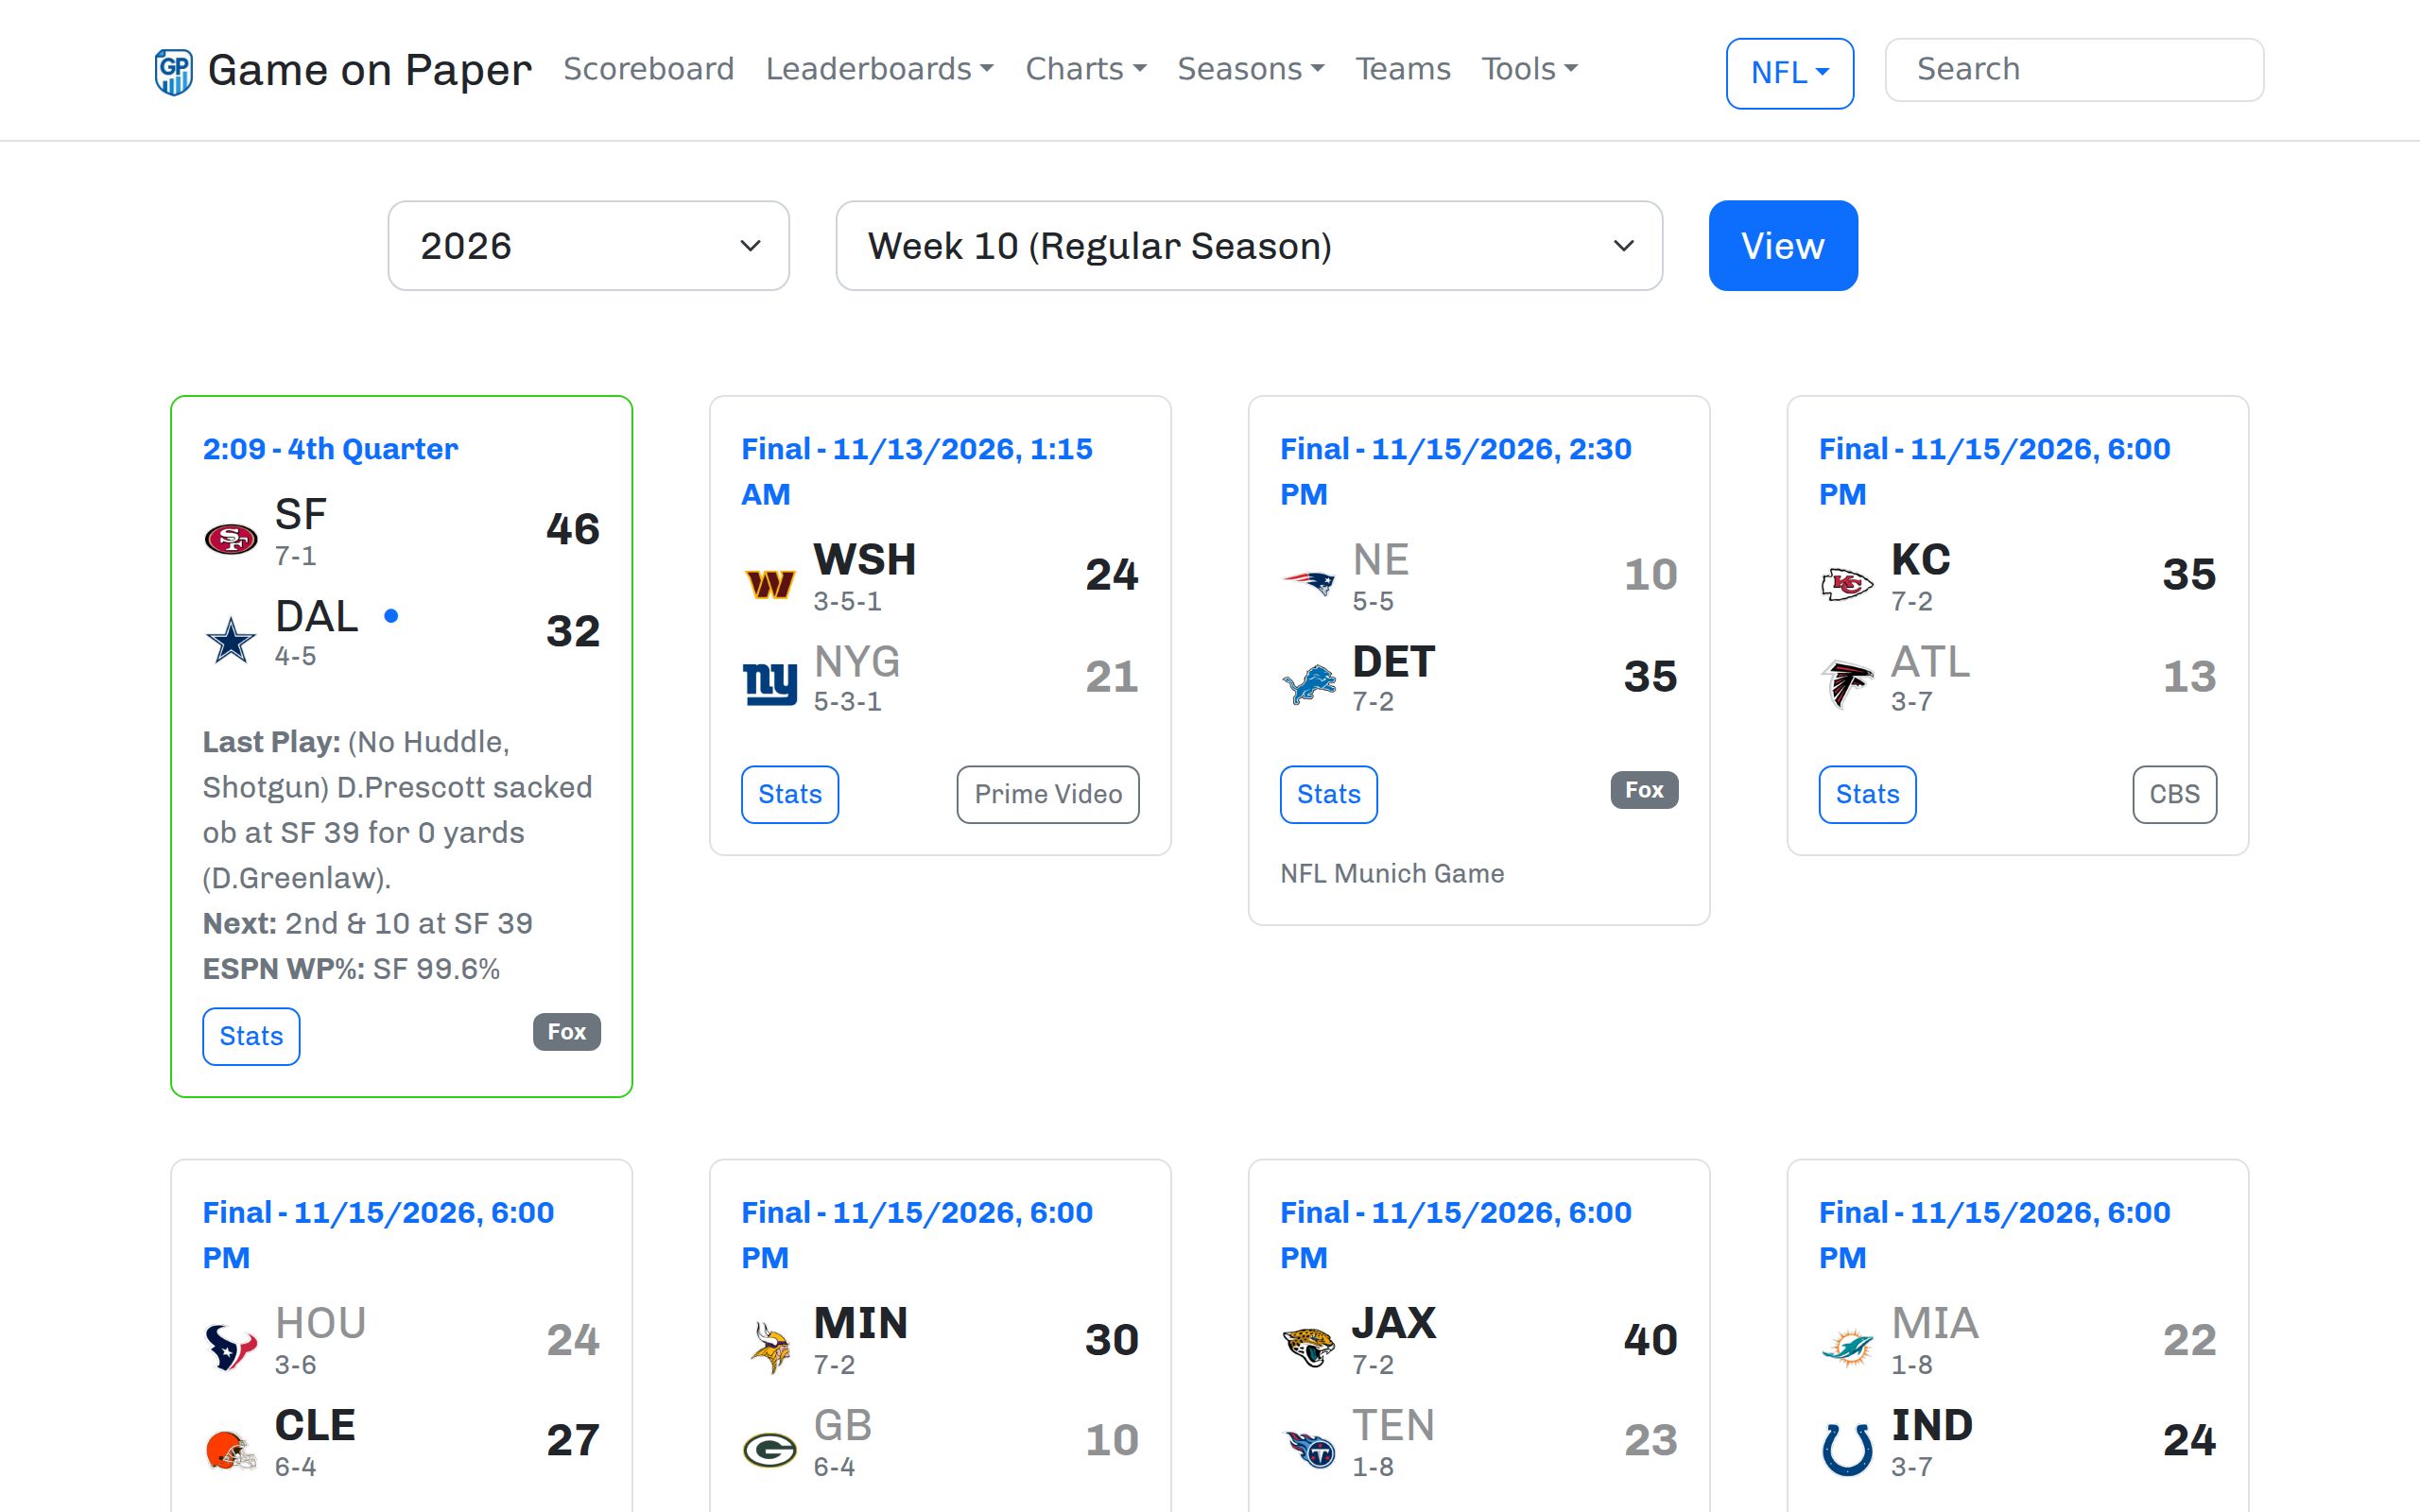 GP Game on Paper Scoreboard Leaderboards Charts Seasons Teams Tools NFL Search
2026 Week 10 (Regular Season) View
2:09 - 4th Quarter
SF 46
7-1
DAL 32
4-5
Last Play: (No Huddle,
Shotgun) D.Prescott sacked
ob at SF 39 for 0 yards
(D.Greenlaw).
Next: 2nd & 10 at SF 39
ESPN WP%: SF 99.6%
Stats Fox
Final - 11/13/2026, 1:15
AM
WSH 24
3-5-1
NYG 21
5-3-1
Stats Prime Video
Final - 11/15/2026, 2:30
PM
NE 10
5-5
DET 35
7-2
Stats Fox
NFL Munich Game
Final - 11/15/2026, 6:00
PM
KC 35
7-2
ATL 13
3-7
Stats CBS
Final - 11/15/2026, 6:00
PM
HOU 24
3-6
CLE 27
6-4
Final - 11/15/2026, 6:00
PM
MIN 30
7-2
GB 10
6-4
Final - 11/15/2026, 6:00
PM
JAX 40
7-2
TEN 23
1-8
Final - 11/15/2026, 6:00
PM
MIA 22
1-8
IND 24
3-7